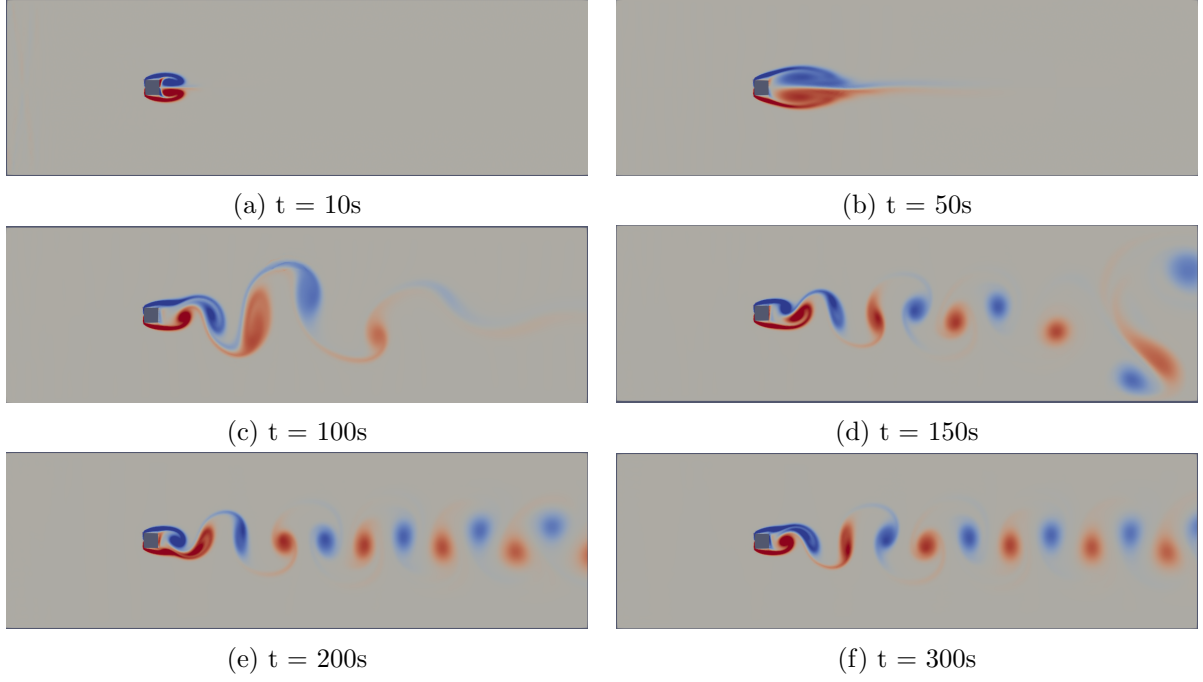 (a) t = 10s
(b) t = 50s
(c) t = 100s
(d) t = 150s
(e) t = 200s
(f) t = 300s